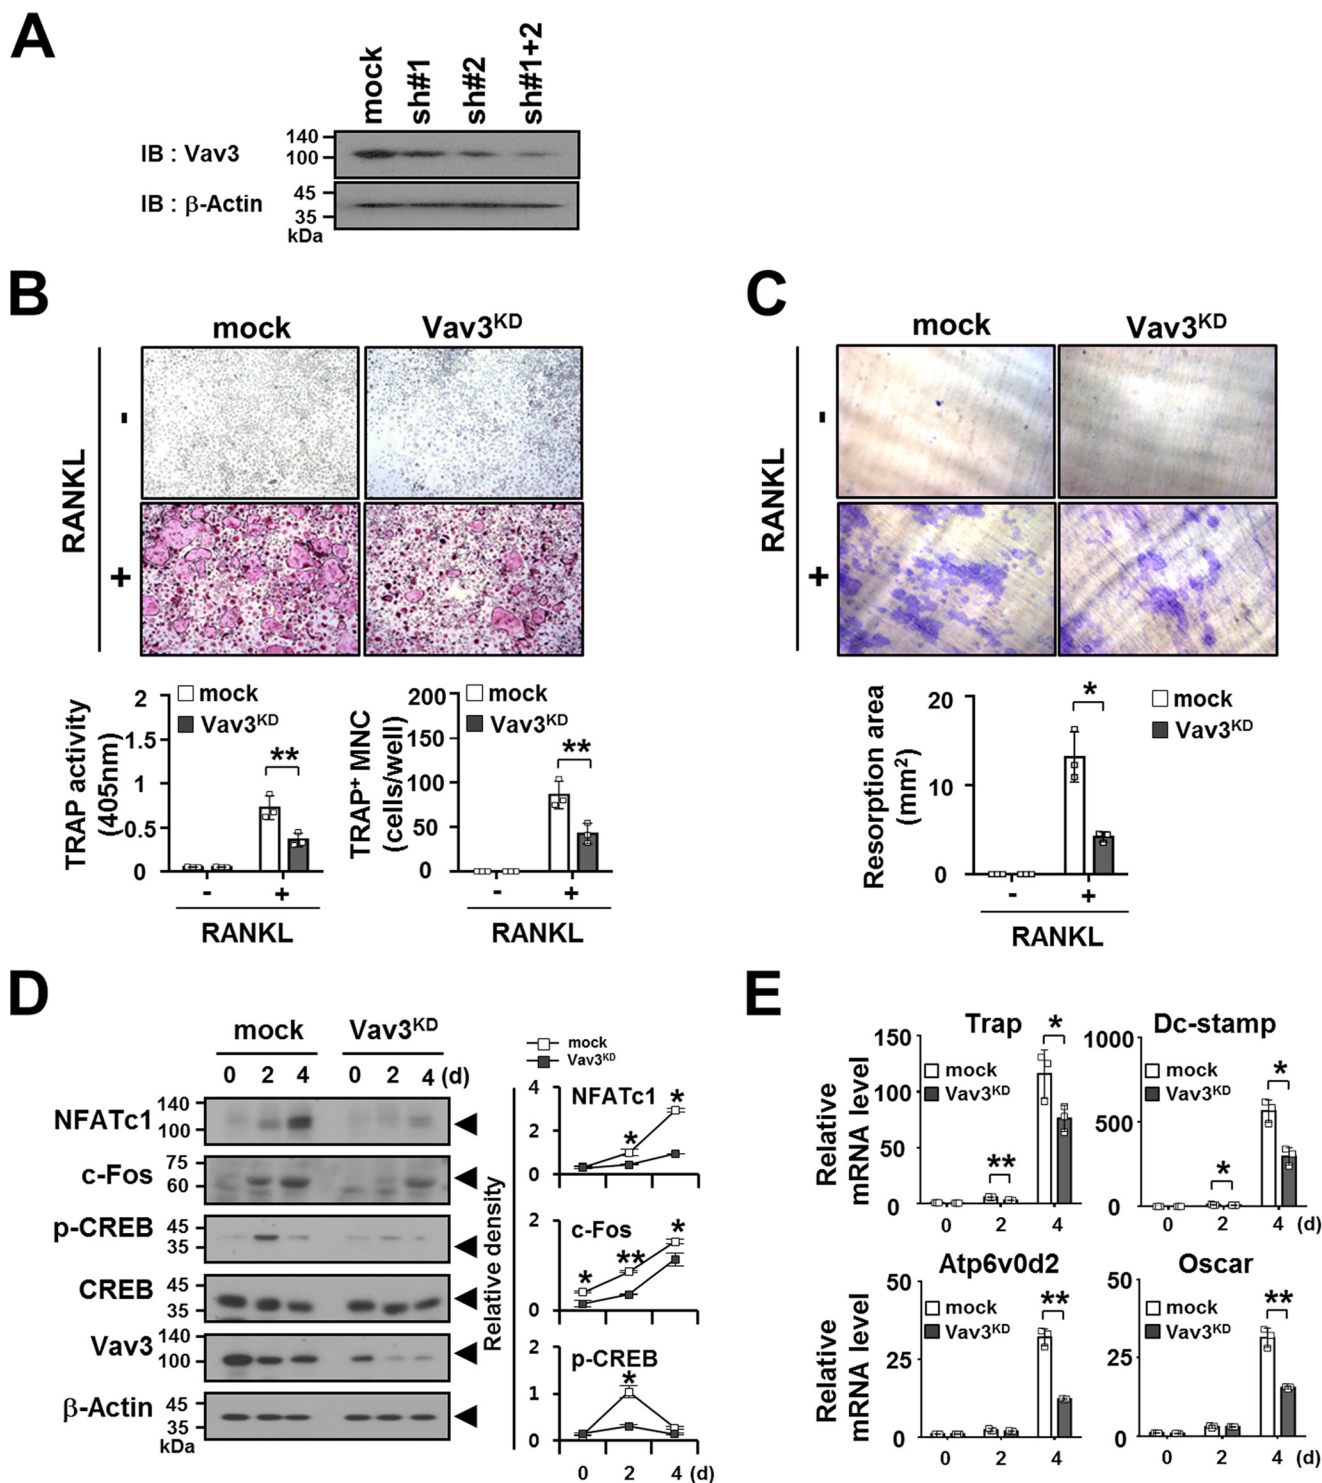 A
mock
sh#1
sh#2
sh#1+2
IB : Vav3
140
100
IB : β-Actin
45
35
kDa
B
mock
Vav3KD
RANKL
-
+
TRAP activity
(405nm)
2
1.5
1
0.5
0
mock
Vav3KD
**
- +
RANKL
TRAP+ MNC
(cells/well)
200
150
100
50
0
mock
Vav3KD
**
- +
RANKL
C
mock
Vav3KD
RANKL
-
+
Resorption area
(mm2)
20
10
0
*
mock
Vav3KD
- +
RANKL
D
mock
Vav3KD
0 2 4 0 2 4 (d)
NFATc1
140
100
c-Fos
75
60
p-CREB
45
35
CREB
45
35
Vav3
140
100
β-Actin
45
35
kDa
Relative density
mock
Vav3KD
NFATc1
4
2
0
*
*
c-Fos
2
1
0
*
**
*
p-CREB
2
1
0
*
0 2 4 (d)
E
Trap
Relative
mRNA level
150
100
50
0
mock
Vav3KD
**
*
0 2 4
Dc-stamp
1000
500
0
mock
Vav3KD
*
*
0 2 4 (d)
Atp6v0d2
Relative
mRNA level
50
25
0
mock
Vav3KD
**
0 2 4
Oscar
50
25
0
mock
Vav3KD
**
0 2 4 (d)